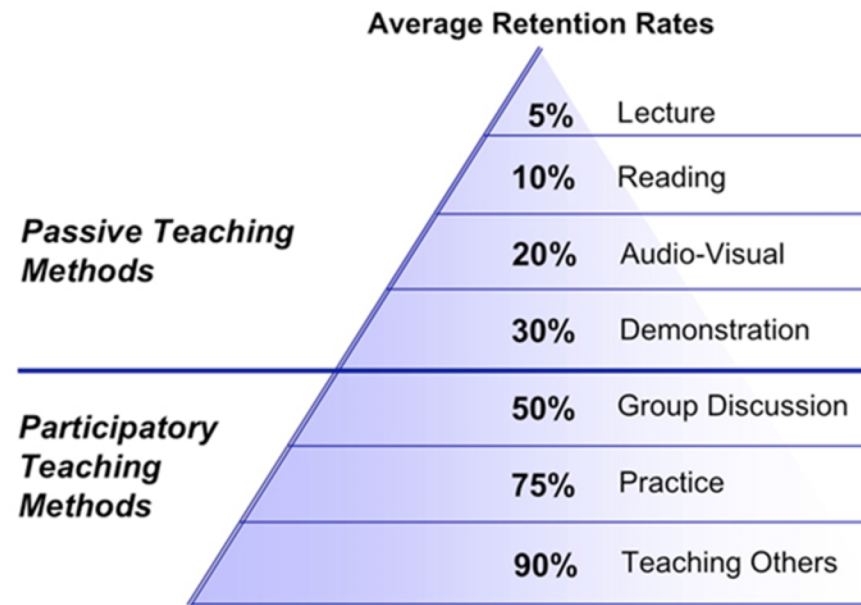 Average Retention Rates
5% Lecture
10% Reading
Passive Teaching
Methods
20% Audio-Visual
30% Demonstration
50% Group Discussion
Participatory
Teaching
Methods
75% Practice
90% Teaching Others